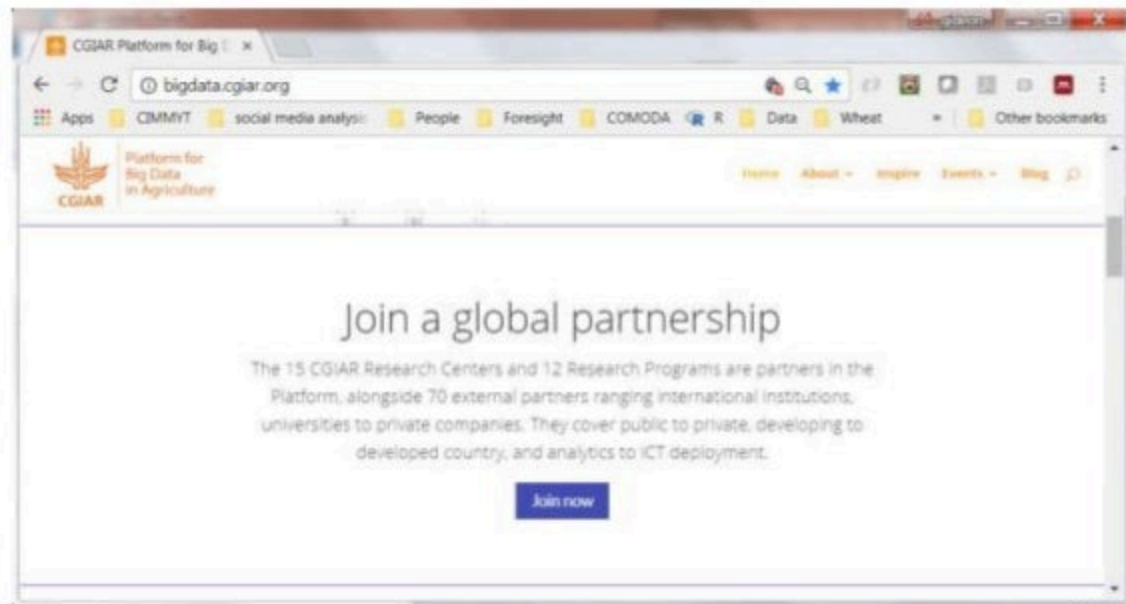 CGIAR Platform for Big
bigdata.cgiar.org
Apps CIMMYT social media analysis People Foresight COMODA R Data Wheat » Other bookmarks
CGIAR
Platform for
Big Data
in Agriculture
Home About Inspire Events Blog
Join a global partnership
The 15 CGIAR Research Centers and 12 Research Programs are partners in the
Platform, alongside 70 external partners ranging international institutions,
universities to private companies. They cover public to private, developing to
developed country, and analytics to ICT deployment.
Join now